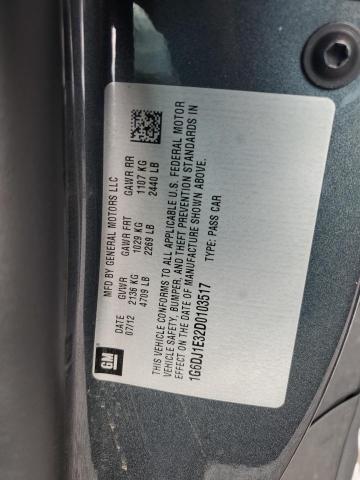 MFD BY GENERAL MOTORS LLC
DATE GVWR GAWR FRT GAWR RR
07/12 2136 KG 1029 KG 1107 KG
4709 LB 2269 LB 2440 LB
THIS VEHICLE CONFORMS TO ALL APPLICABLE U.S. FEDERAL MOTOR
VEHICLE SAFETY, BUMPER, AND THEFT PREVENTION STANDARDS IN
EFFECT ON THE DATE OF MANUFACTURE SHOWN ABOVE.
1G6DJ1E32D0103517 TYPE: PASS CAR
GM